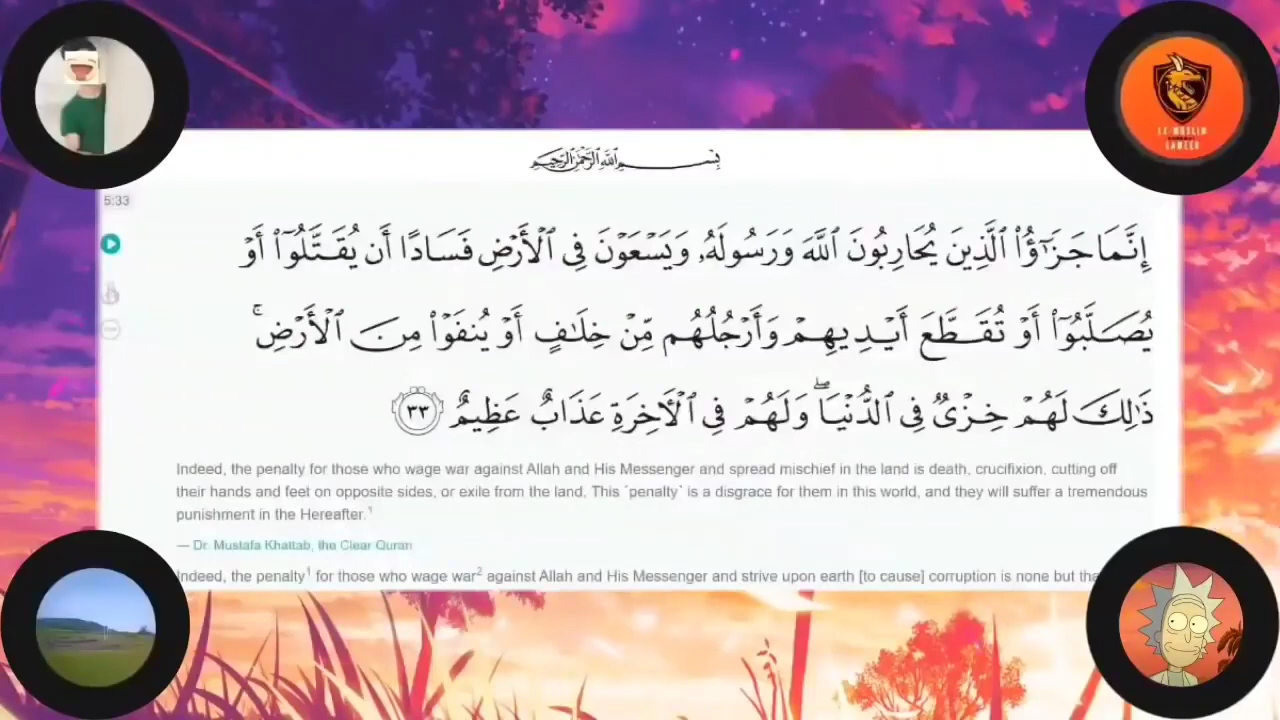 EX-MUSLIM
SAMEER
بِسْمِ ٱللَّهِ ٱلرَّحْمَٰنِ ٱلرَّحِيمِ
5:33
إِنَّمَا جَزَٰٓؤُا۟ ٱلَّذِينَ يُحَارِبُونَ ٱللَّهَ وَرَسُولَهُۥ وَيَسْعَوْنَ فِى ٱلْأَرْضِ فَسَادًا أَن يُقَتَّلُوٓا۟ أَوْ
يُصَلَّبُوٓا۟ أَوْ تُقَطَّعَ أَيْدِيهِمْ وَأَرْجُلُهُم مِّنْ خِلَـٰفٍ أَوْ يُنفَوْا۟ مِنَ ٱلْأَرْضِ ۚ
ذَٰلِكَ لَهُمْ خِزْىٌ فِى ٱلدُّنْيَا ۖ وَلَهُمْ فِى ٱلْـَٔاخِرَةِ عَذَابٌ عَظِيمٌ ٣٣
Indeed, the penalty for those who wage war against Allah and His Messenger and spread mischief in the land is death, crucifixion, cutting off
their hands and feet on opposite sides, or exile from the land. This ˹penalty˺ is a disgrace for them in this world, and they will suffer a tremendous
punishment in the Hereafter.¹
— Dr. Mustafa Khattab, the Clear Quran
Indeed, the penalty¹ for those who wage war² against Allah and His Messenger and strive upon earth [to cause] corruption is none but tha